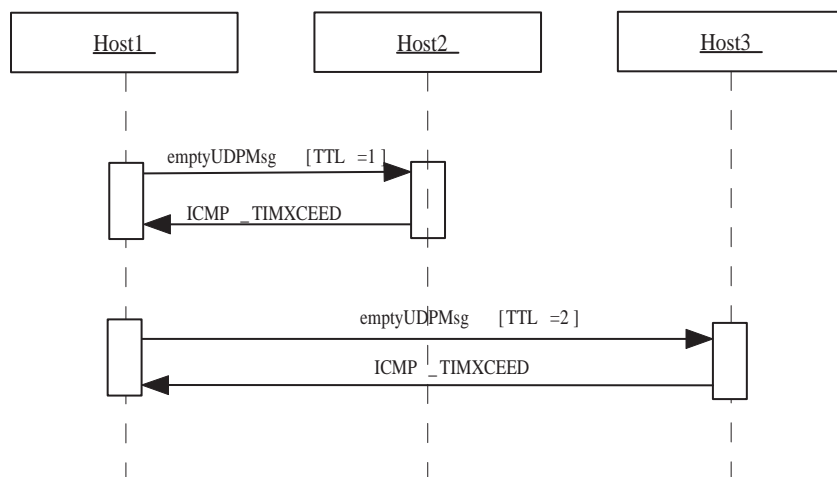 Host1 Host2 Host3
emptyUDPMsg [TTL =1]
ICMP _TIMXCEED
emptyUDPMsg [TTL =2]
ICMP _TIMXCEED